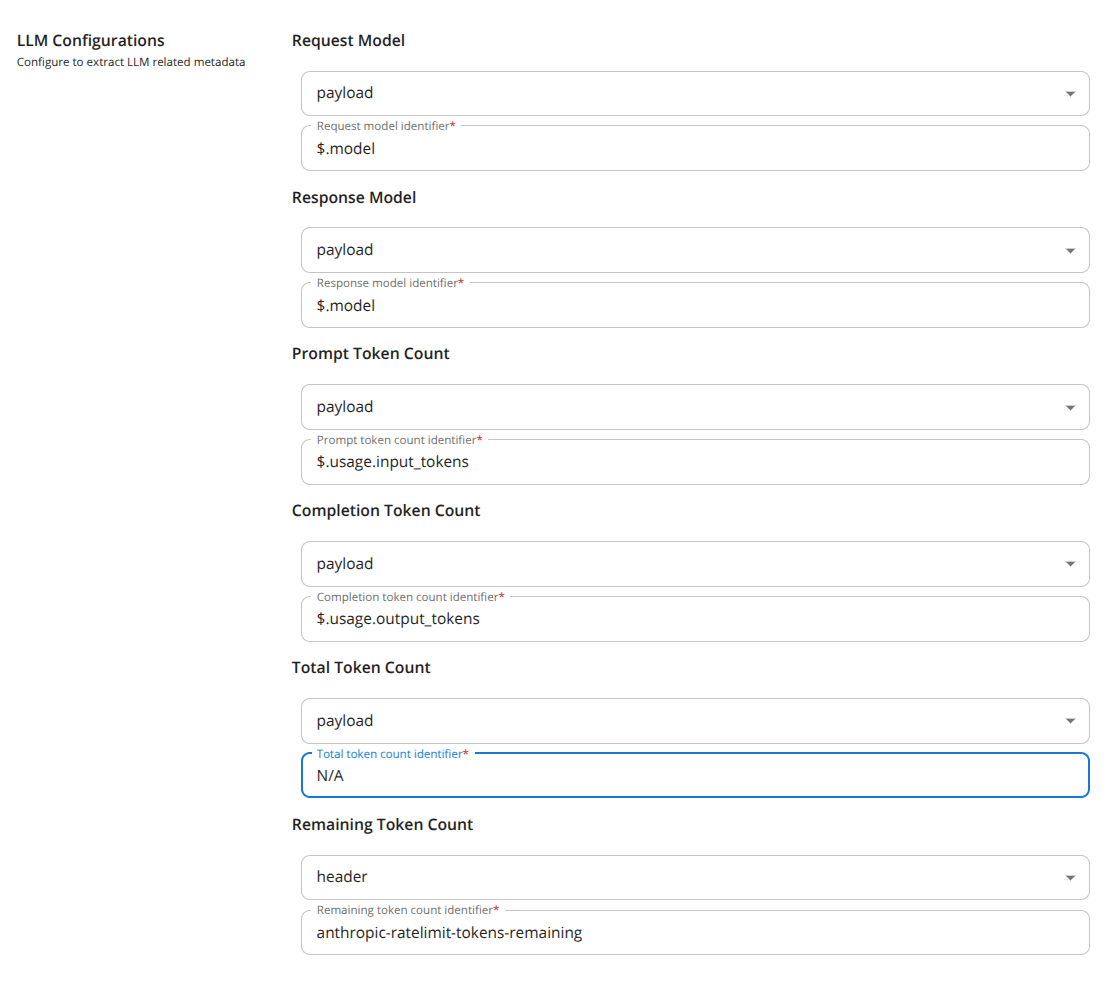 LLM Configurations
Configure to extract LLM related metadata
Request Model
payload
Request model identifier*
$.model
Response Model
payload
Response model identifier*
$.model
Prompt Token Count
payload
Prompt token count identifier*
$.usage.input_tokens
Completion Token Count
payload
Completion token count identifier*
$.usage.output_tokens
Total Token Count
payload
Total token count identifier*
N/A
Remaining Token Count
header
Remaining token count identifier*
anthropic-ratelimit-tokens-remaining